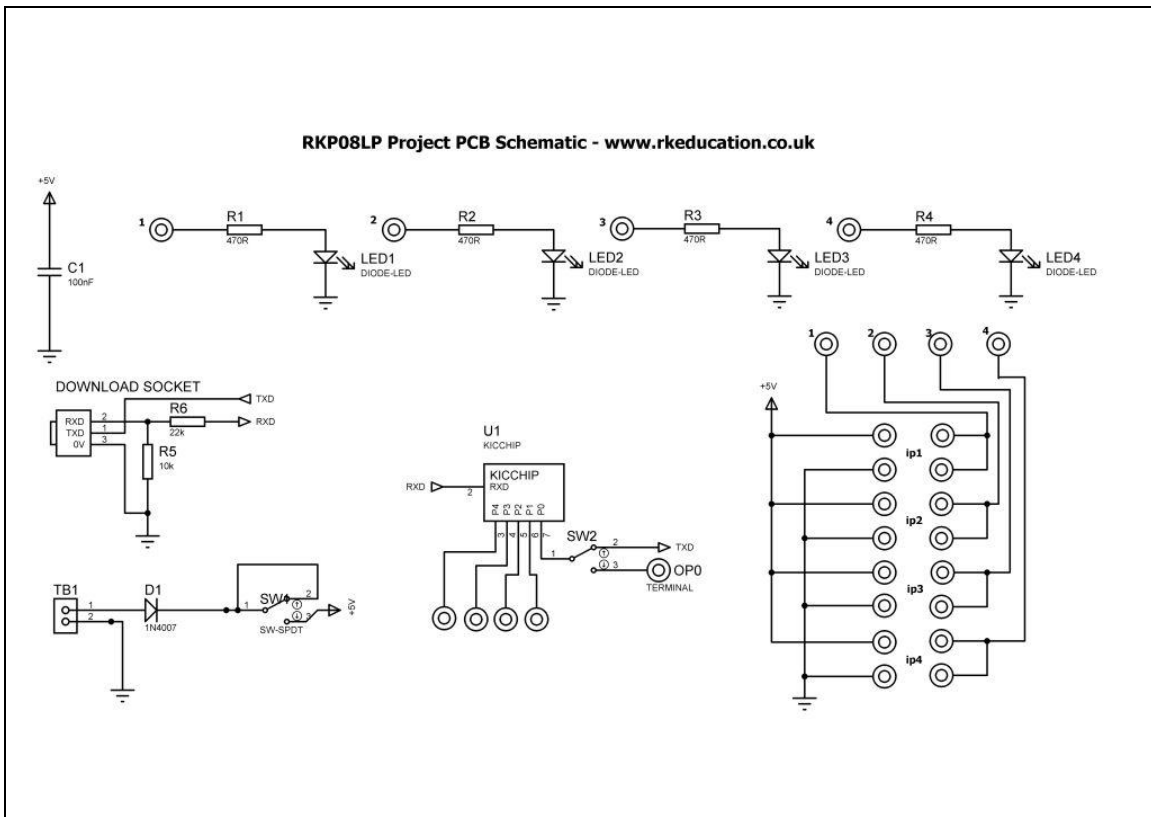 RKP08LP Project PCB Schematic - www.rkeducation.co.uk
+5V
C1
100nF
1
R1
470R
LED1
DIODE-LED
2
R2
470R
LED2
DIODE-LED
3
R3
470R
LED3
DIODE-LED
4
R4
470R
LED4
DIODE-LED
DOWNLOAD SOCKET
RXD 2
TXD 1
0V 3
TXD
R6
22k
RXD
R5
10k
U1
KICCHIP
KICCHIP
RXD
RXD 2
P4 P3 P2 P1 P0
3 4 5 6 7
SW2
1 2 3
TXD
OP0
TERMINAL
TB1
1
2
D1
1N4007
SW1
1 2 3
SW-SPDT
+5V
1 2 3 4
+5V
ip1
ip2
ip3
ip4